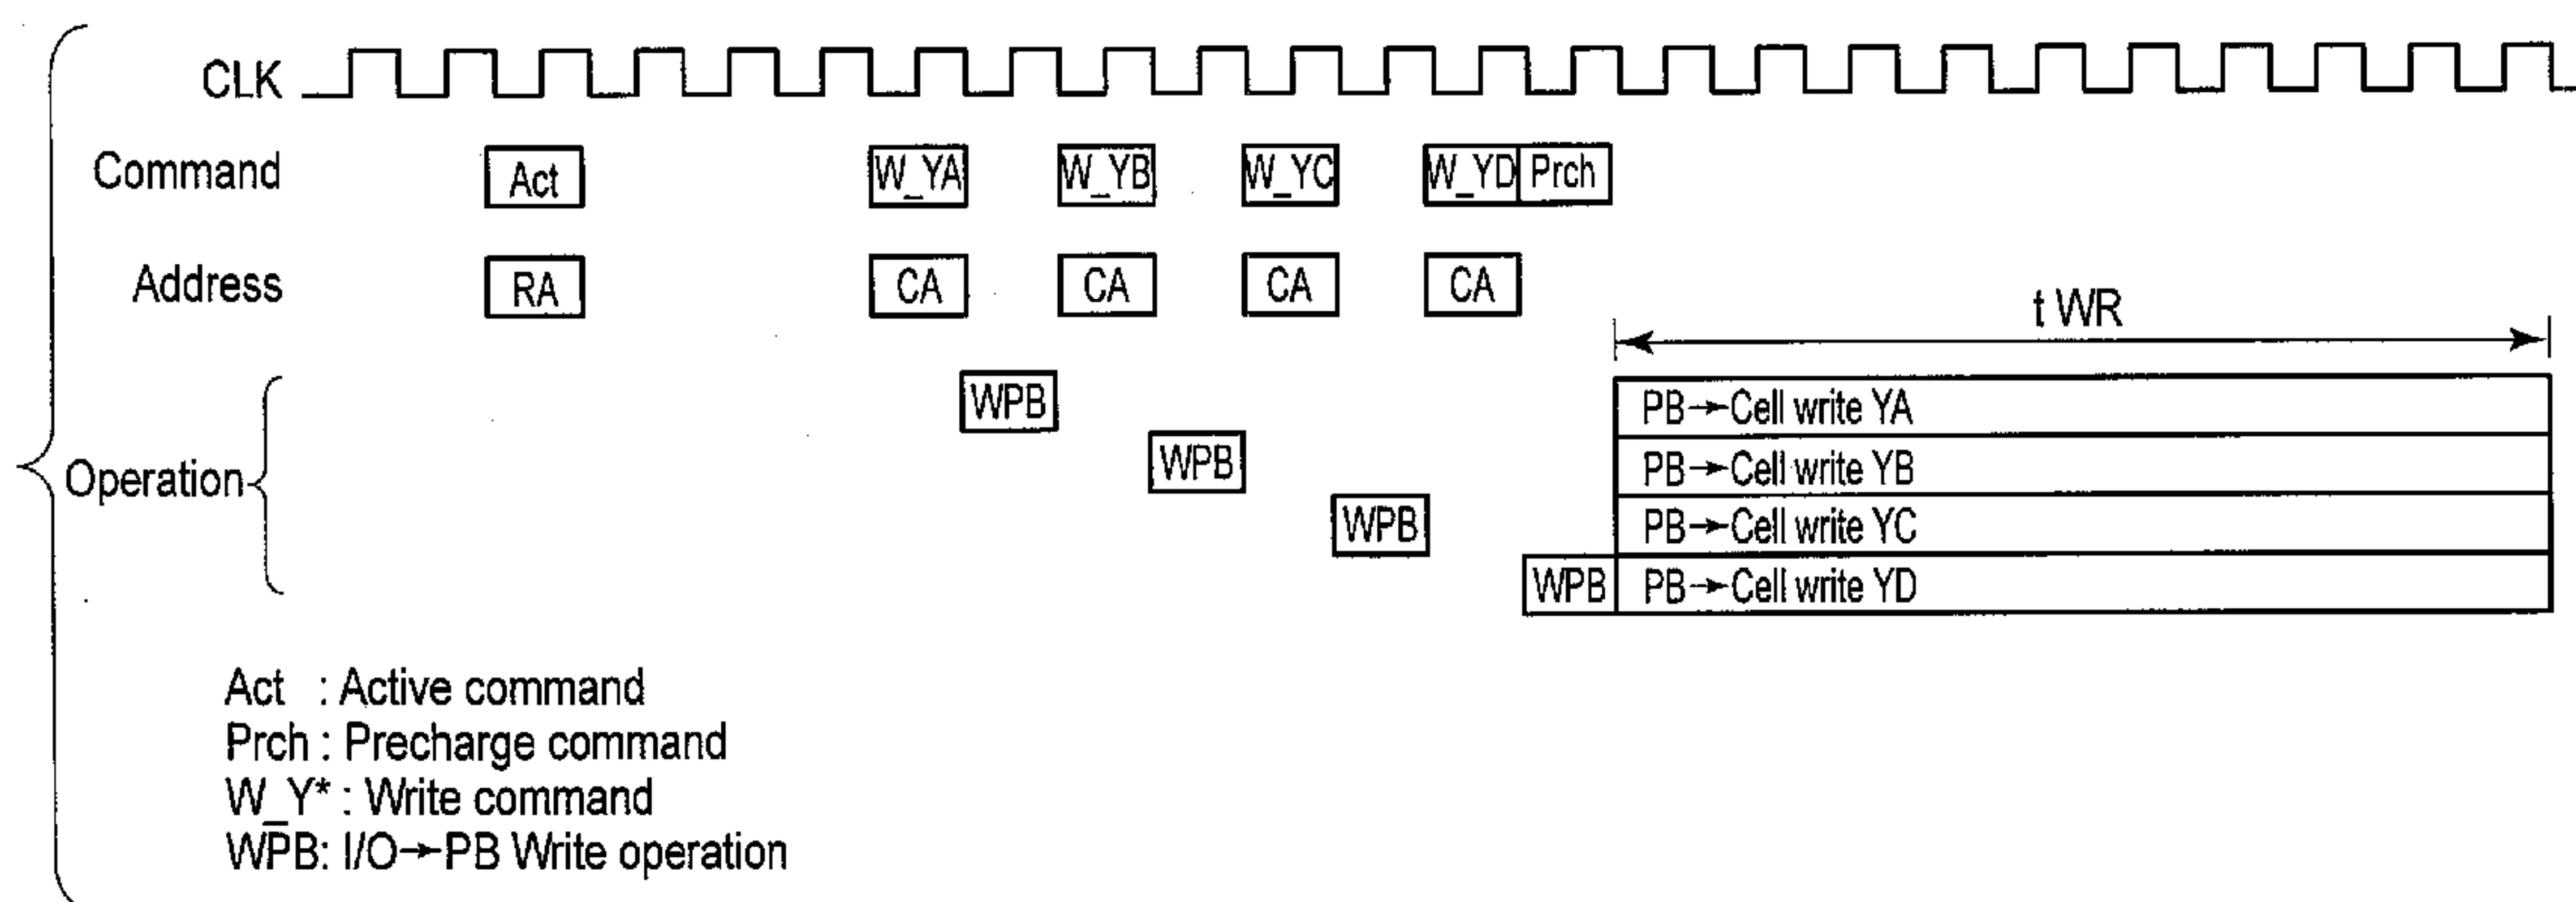 CLK
Command Act W_YA W_YB W_YC W_YD Prch
Address RA CA CA CA CA
t WR
Operation
WPB PB→Cell write YA
WPB PB→Cell write YB
WPB PB→Cell write YC
WPB PB→Cell write YD
Act : Active command
Prch : Precharge command
W_Y* : Write command
WPB: I/O→PB Write operation